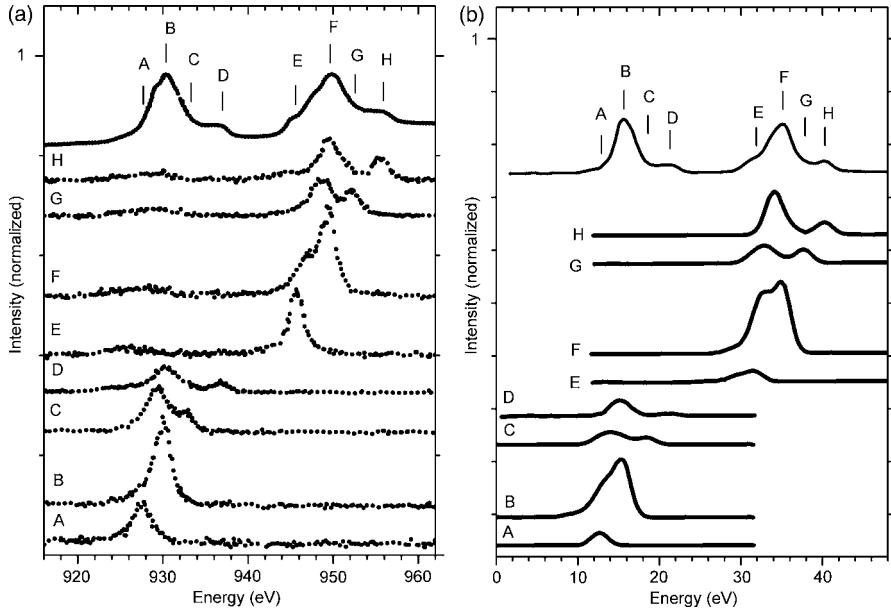 (a)
1
A
B
C
D
E
F
G
H
H
G
F
E
D
C
B
A
Intensity (normalized)
920 930 940 950 960
Energy (eV)
(b)
1
A
B
C
D
E
F
G
H
H
G
F
E
D
C
B
A
Intensity (normalized)
0 10 20 30 40
Energy (eV)